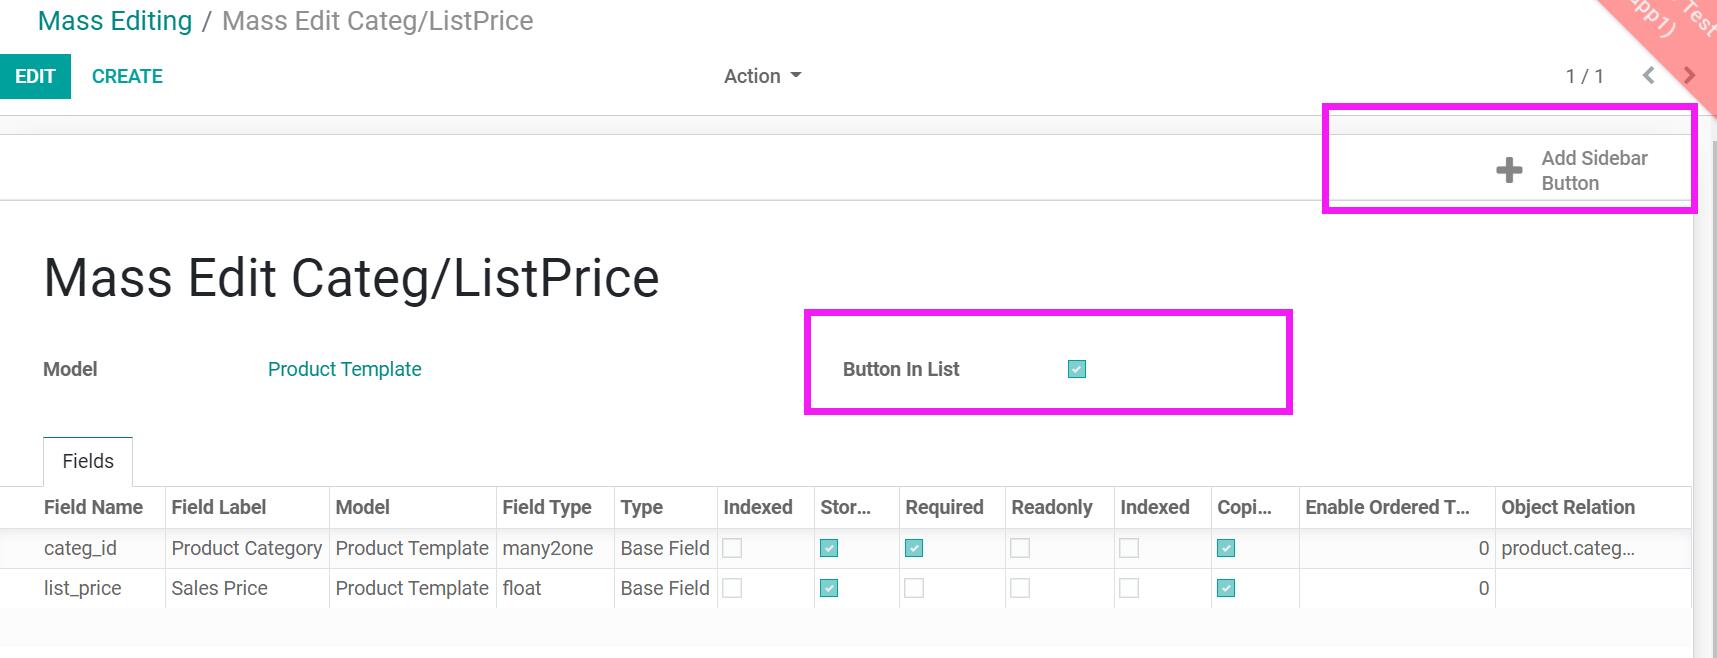 Mass Editing / Mass Edit Categ/ListPrice
Test
app1)
EDIT CREATE Action 1 / 1
Add Sidebar
Button
Mass Edit Categ/ListPrice
Model Product Template Button In List
Fields
Field Name Field Label Model Field Type Type Indexed Stor... Required Readonly Indexed Copi... Enable Ordered T... Object Relation
categ_id Product Category Product Template many2one Base Field 0 product.categ...
list_price Sales Price Product Template float Base Field 0